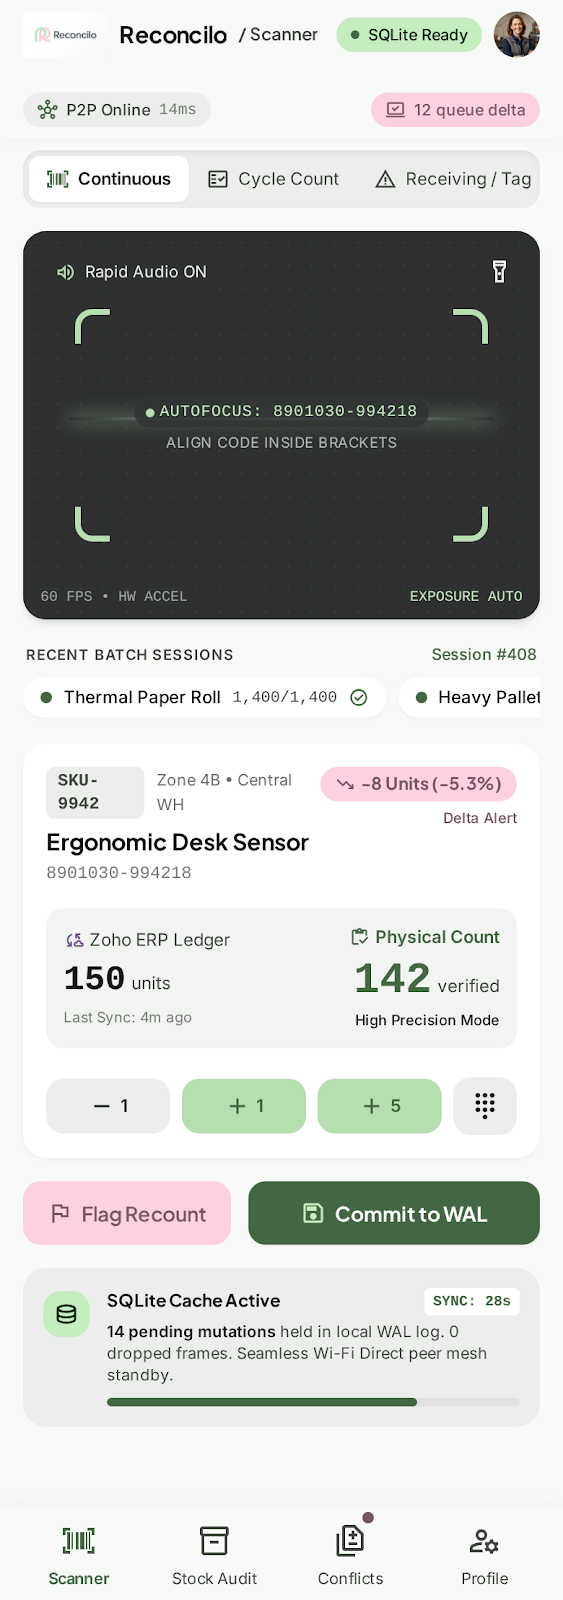 Reconcilo
Reconcilo / Scanner
SQLite Ready
P2P Online 14ms
12 queue delta
Continuous
Cycle Count
Receiving / Tag
Rapid Audio ON
AUTOFOCUS: 8901030-994218
ALIGN CODE INSIDE BRACKETS
60 FPS • HW ACCEL
EXPOSURE AUTO
RECENT BATCH SESSIONS
Session #408
Thermal Paper Roll 1,400/1,400
Heavy Pallet
SKU-
9942
Zone 4B • Central
WH
-8 Units (-5.3%)
Delta Alert
Ergonomic Desk Sensor
8901030-994218
Zoho ERP Ledger
150 units
Last Sync: 4m ago
Physical Count
142 verified
High Precision Mode
− 1
+ 1
+ 5
Flag Recount
Commit to WAL
SQLite Cache Active
SYNC: 28s
14 pending mutations held in local WAL log. 0
dropped frames. Seamless Wi-Fi Direct peer mesh
standby.
Scanner
Stock Audit
Conflicts
Profile